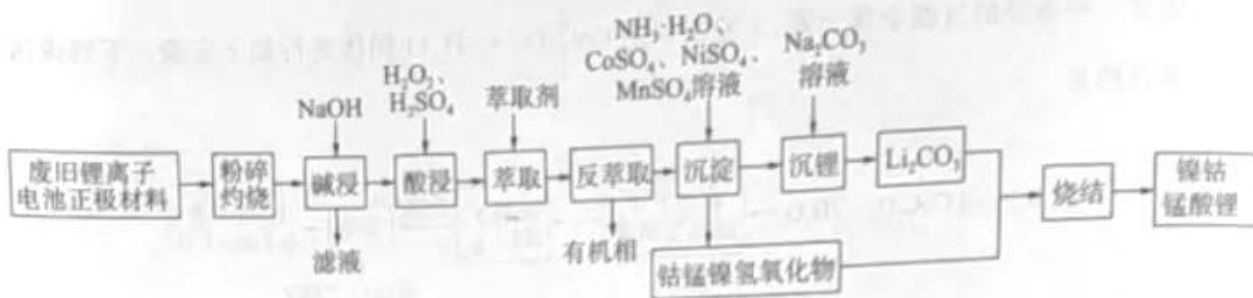 NH₃·H₂O、
CoSO₄、NiSO₄、
MnSO₄溶液
Na₂CO₃
溶液
H₂O₂、
H₂SO₄
NaOH
萃取剂
废旧锂离子
电池正极材料
粉碎
灼烧
碱浸
酸浸
萃取
反萃取
沉淀
沉锂
Li₂CO₃
烧结
镍钴
锰酸锂
滤液
有机相
钴锰镍氢氧化物